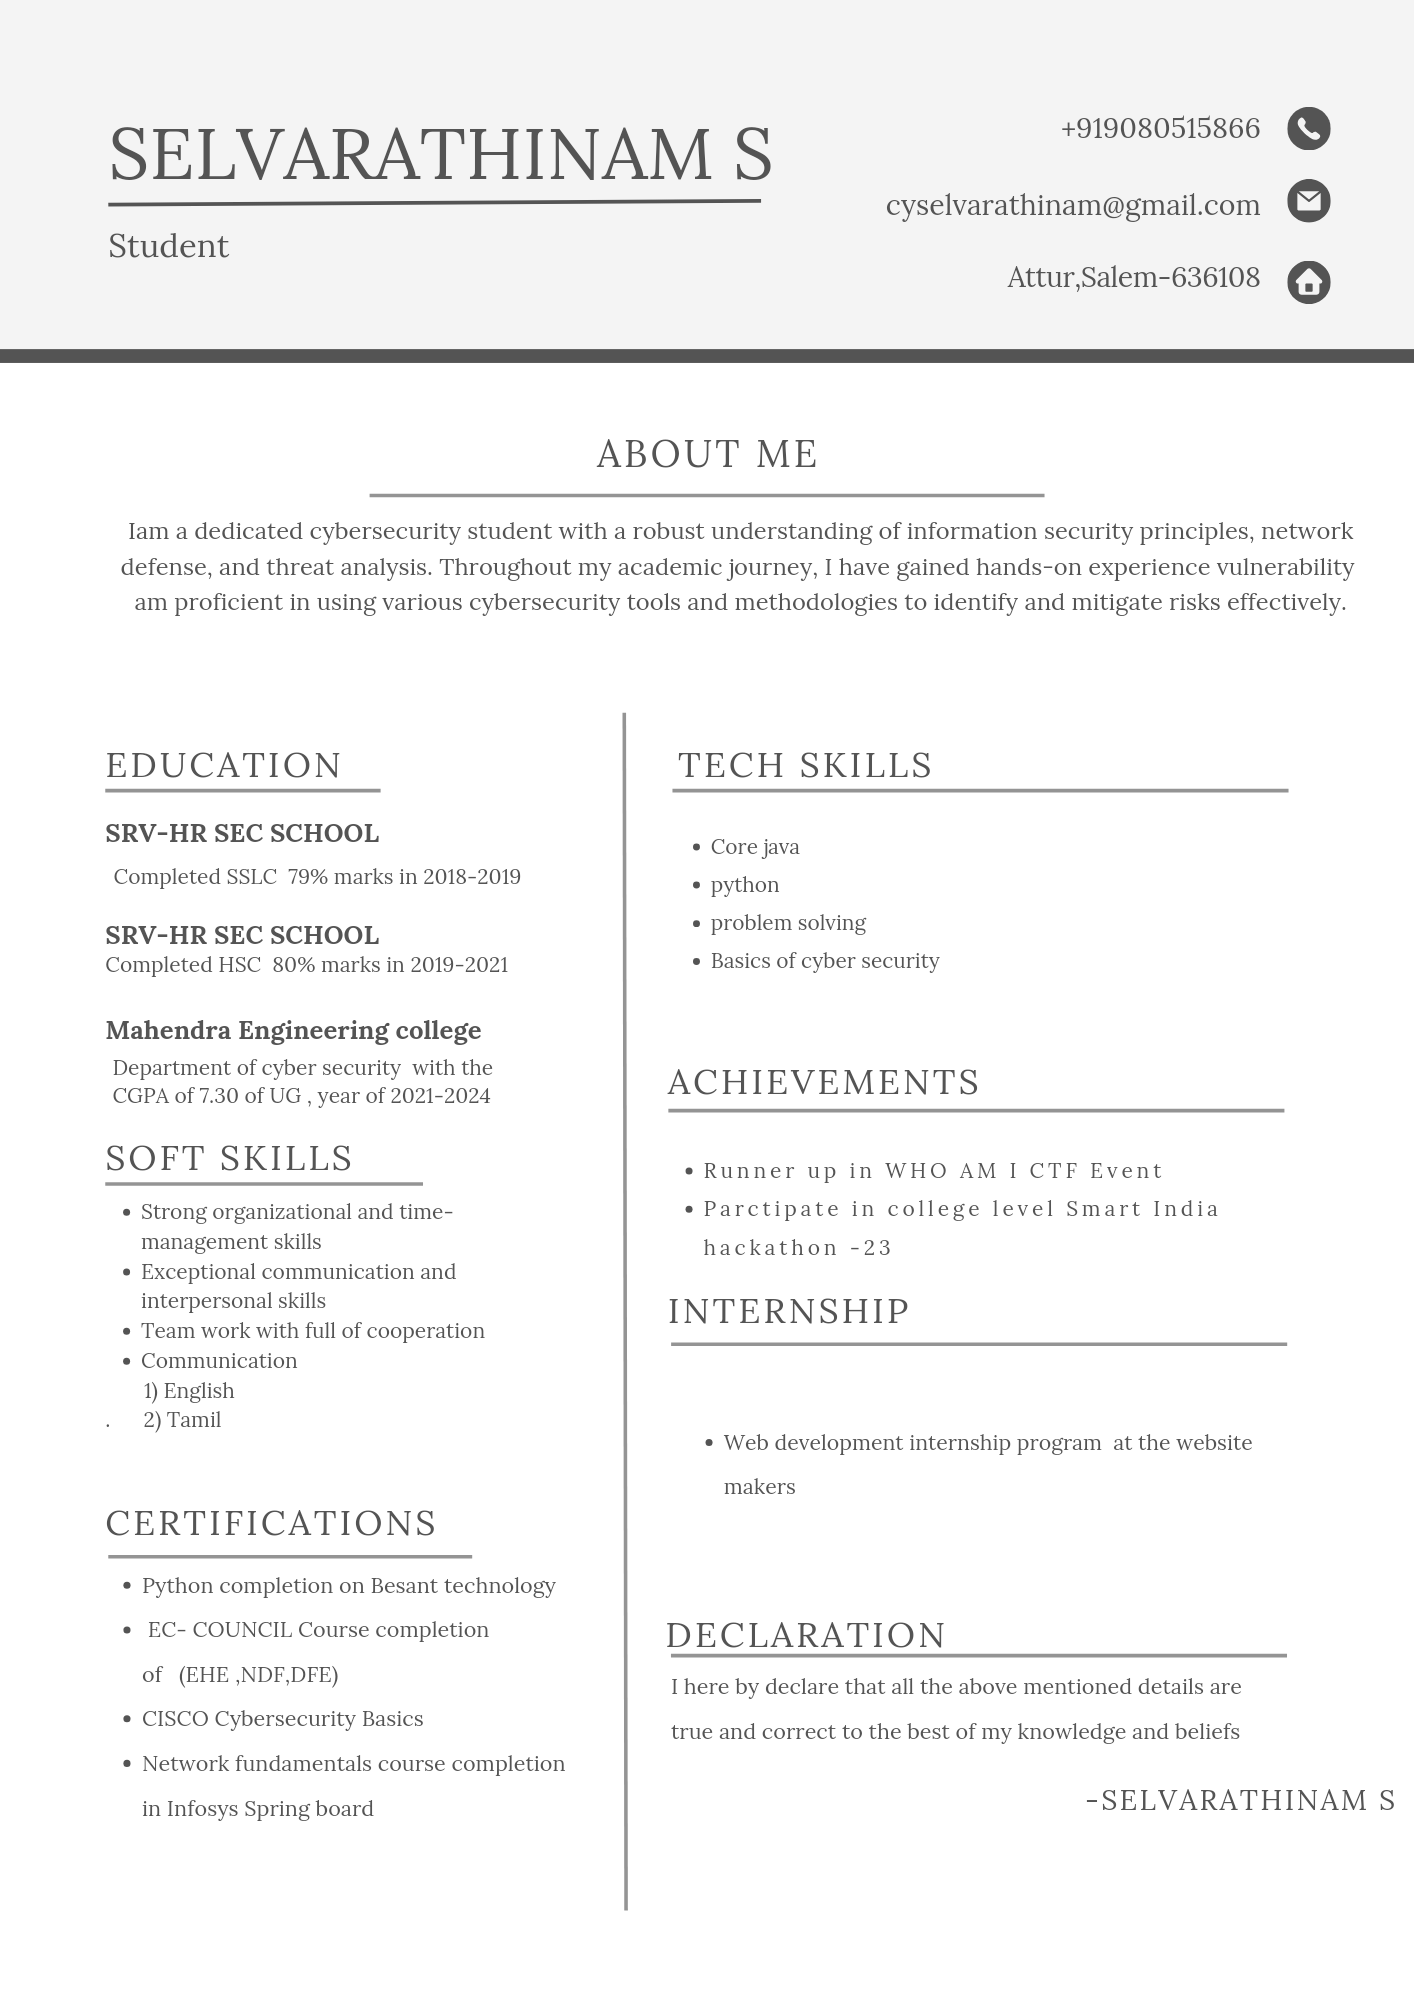 SELVARATHINAM S
Student
+919080515866
cyselvarathinam@gmail.com
Attur,Salem-636108
ABOUT ME
Iam a dedicated cybersecurity student with a robust understanding of information security principles, network
defense, and threat analysis. Throughout my academic journey, I have gained hands-on experience vulnerability
am proficient in using various cybersecurity tools and methodologies to identify and mitigate risks effectively.
EDUCATION
SRV-HR SEC SCHOOL
Completed SSLC  79% marks in 2018-2019
SRV-HR SEC SCHOOL
Completed HSC  80% marks in 2019-2021
Mahendra Engineering college
Department of cyber security  with the
CGPA of 7.30 of UG , year of 2021-2024
SOFT SKILLS
• Strong organizational and time-
management skills
• Exceptional communication and
interpersonal skills
• Team work with full of cooperation
• Communication
1) English
.      2) Tamil
CERTIFICATIONS
• Python completion on Besant technology
• EC- COUNCIL Course completion
of   (EHE ,NDF,DFE)
• CISCO Cybersecurity Basics
• Network fundamentals course completion
in Infosys Spring board
TECH SKILLS
• Core java
• python
• problem solving
• Basics of cyber security
ACHIEVEMENTS
• Runner up in WHO AM I CTF Event
• Parctipate in college level Smart India
hackathon -23
INTERNSHIP
• Web development internship program  at the website
makers
DECLARATION
I here by declare that all the above mentioned details are
true and correct to the best of my knowledge and beliefs
-SELVARATHINAM S